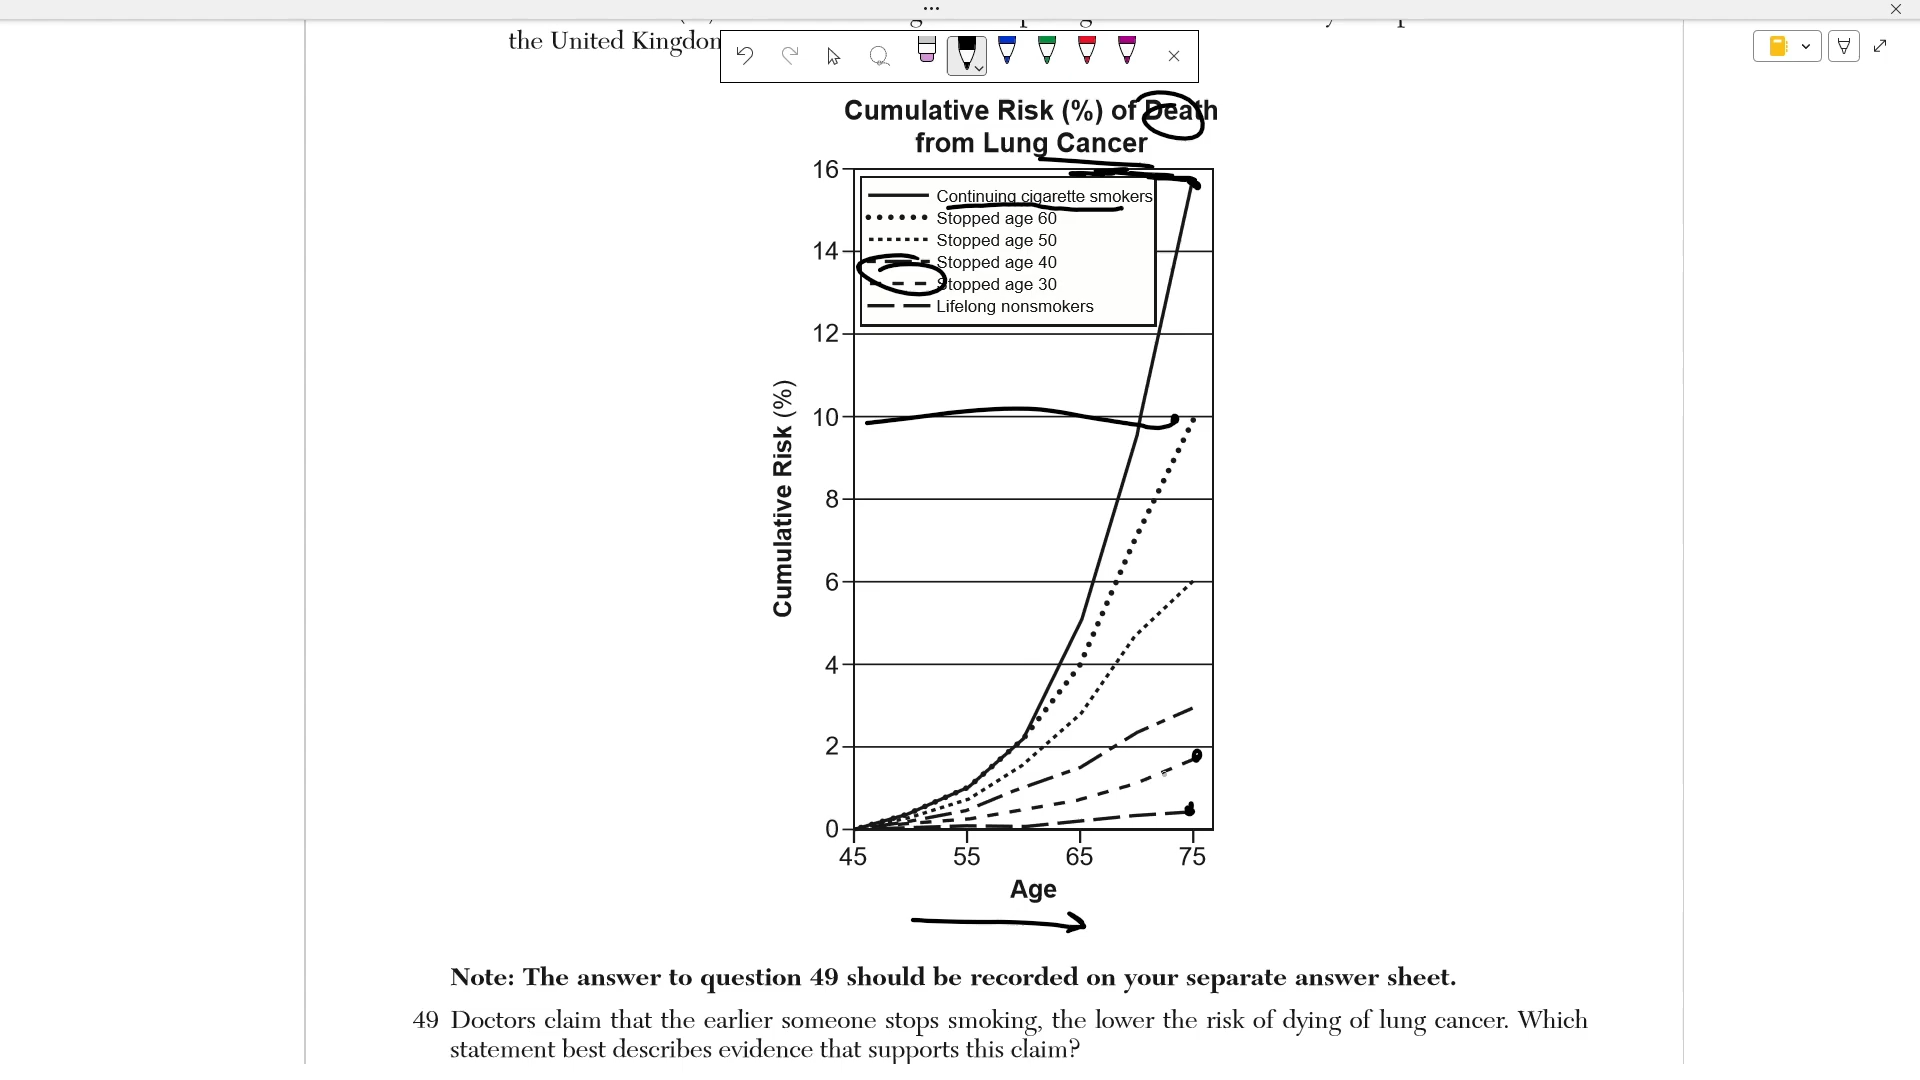 the United Kingdom
Cumulative Risk (%) of Death
from Lung Cancer
16
Continuing cigarette smokers
Stopped age 60
Stopped age 50
14
Stopped age 40
Stopped age 30
Lifelong nonsmokers
12
10
8
6
4
2
0
Cumulative Risk (%)
45 55 65 75
Age
Note: The answer to question 49 should be recorded on your separate answer sheet.
49 Doctors claim that the earlier someone stops smoking, the lower the risk of dying of lung cancer. Which
statement best describes evidence that supports this claim?